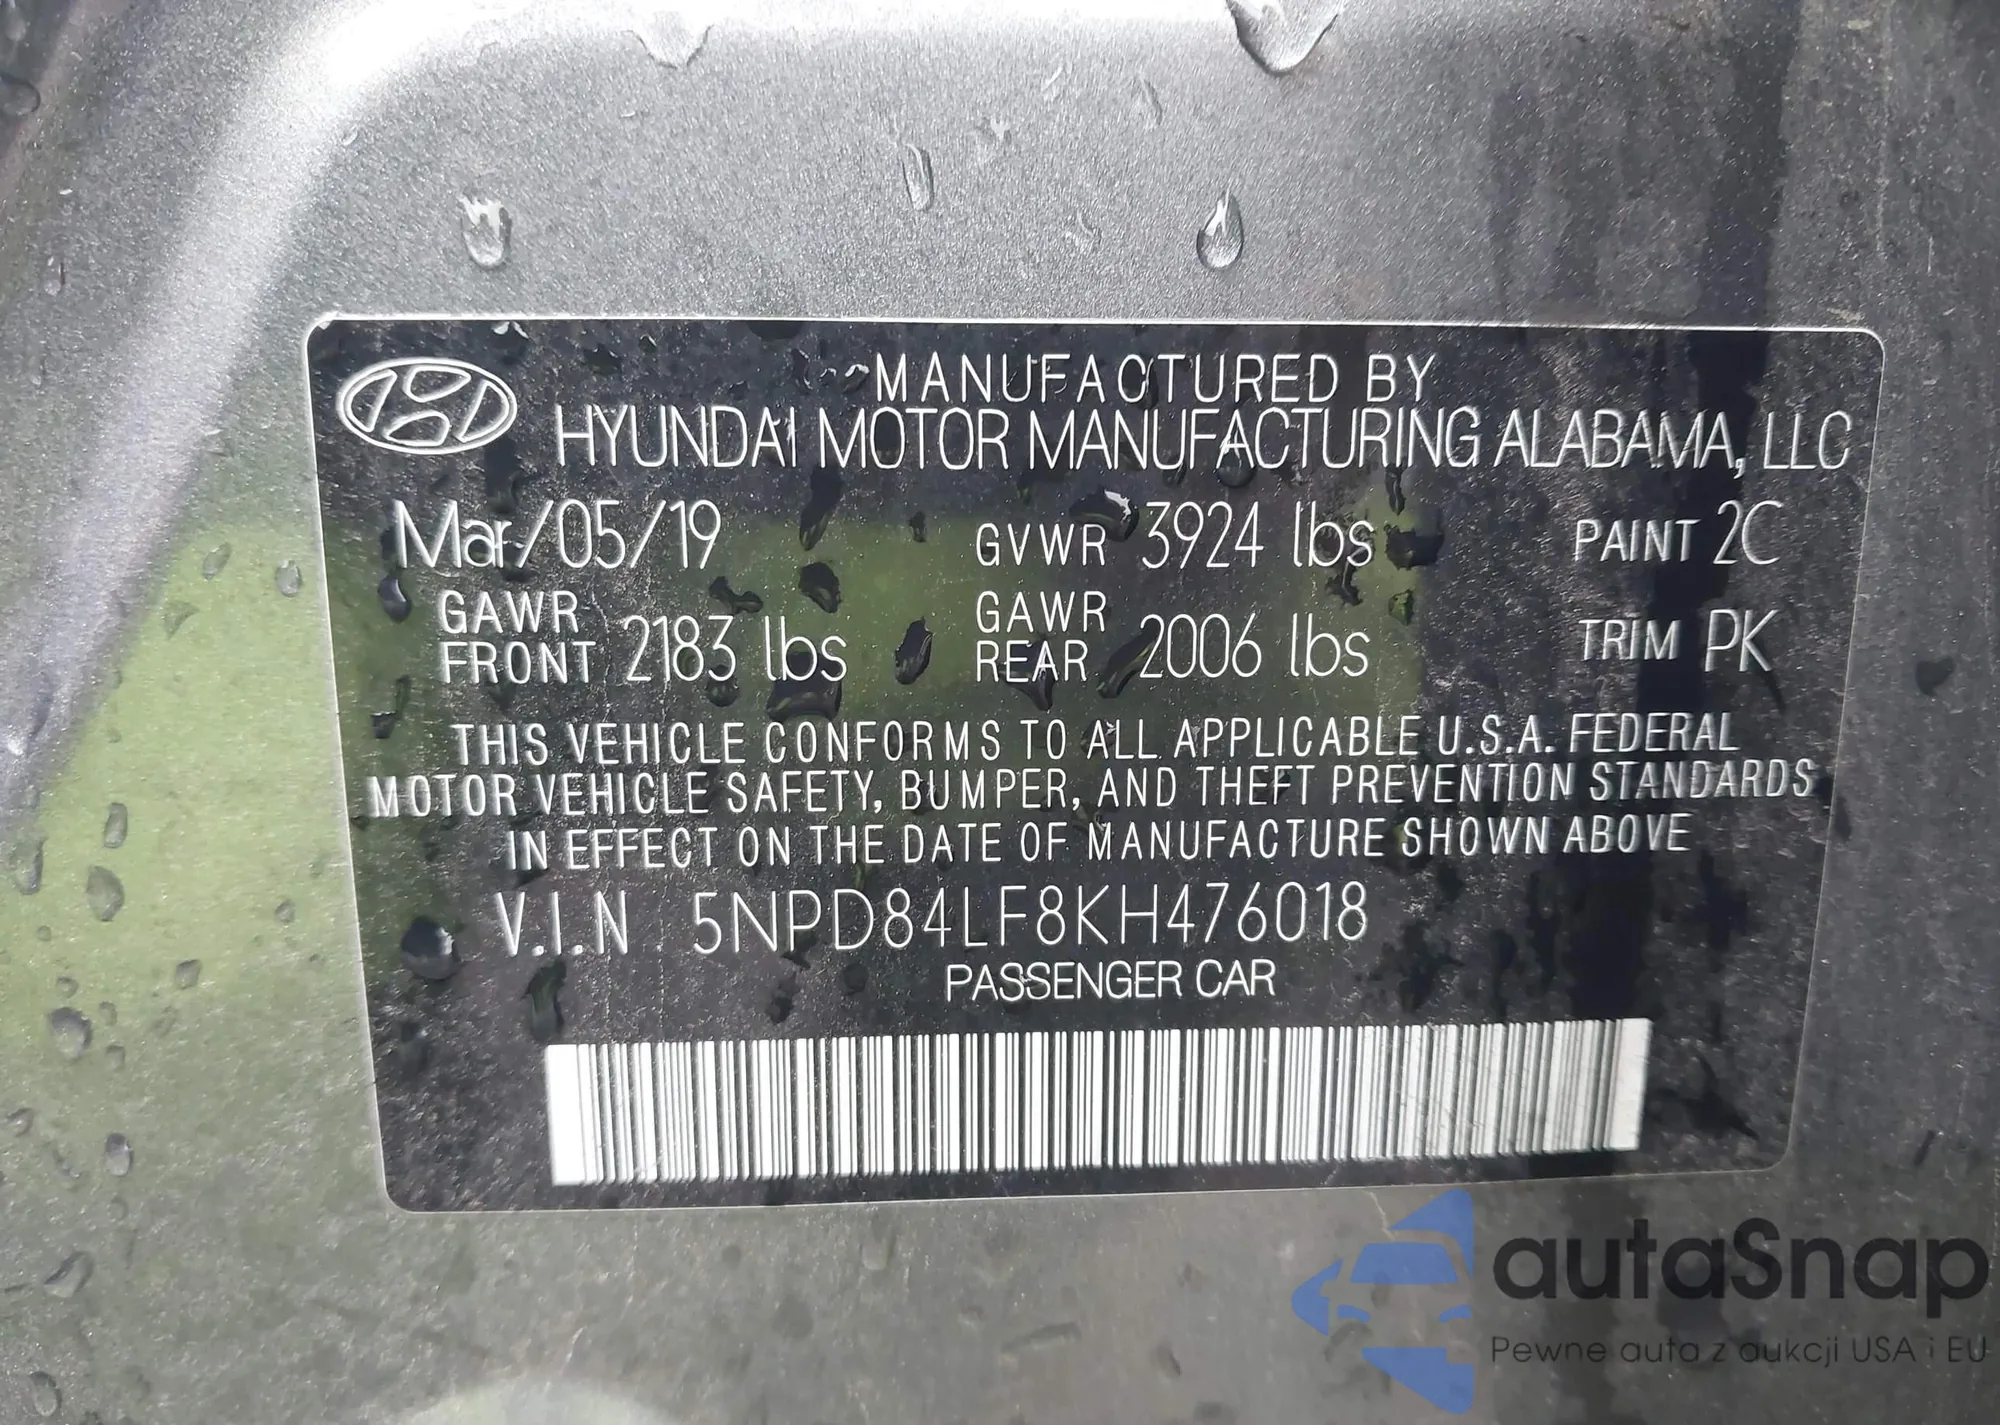 MANUFACTURED BY
HYUNDAI MOTOR MANUFACTURING ALABAMA, LLC
Mar/05/19 GVWR 3924 lbs PAINT 2C
GAWR FRONT 2183 lbs GAWR REAR 2006 lbs TRIM PK
THIS VEHICLE CONFORMS TO ALL APPLICABLE U.S.A. FEDERAL
MOTOR VEHICLE SAFETY, BUMPER, AND THEFT PREVENTION STANDARDS
IN EFFECT ON THE DATE OF MANUFACTURE SHOWN ABOVE
V.I.N 5NPD84LF8KH476018
PASSENGER CAR
autaSnap
Pewne auta z aukcji USA i EU